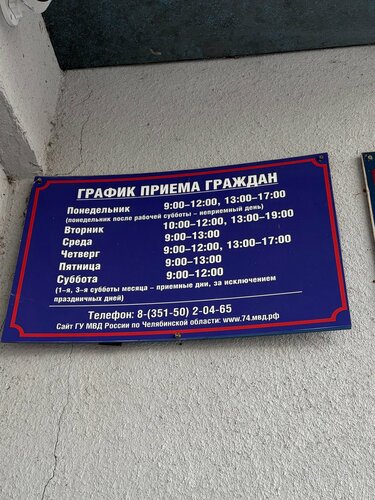 ГРАФИК ПРИЕМА ГРАЖДАН
Понедельник 9:00–12:00, 13:00–17:00
(понедельник после рабочей субботы – неприемный день)
Вторник 10:00–12:00, 13:00–19:00
Среда 9:00–13:00
Четверг 9:00–12:00, 13:00–17:00
Пятница 9:00–13:00
Суббота 9:00–12:00
(1–я, 3–я субботы месяца – приемные дни, за исключением
праздничных дней)
Телефон: 8-(351-50) 2-04-65
Сайт ГУ МВД России по Челябинской области: www.74.мвд.рф